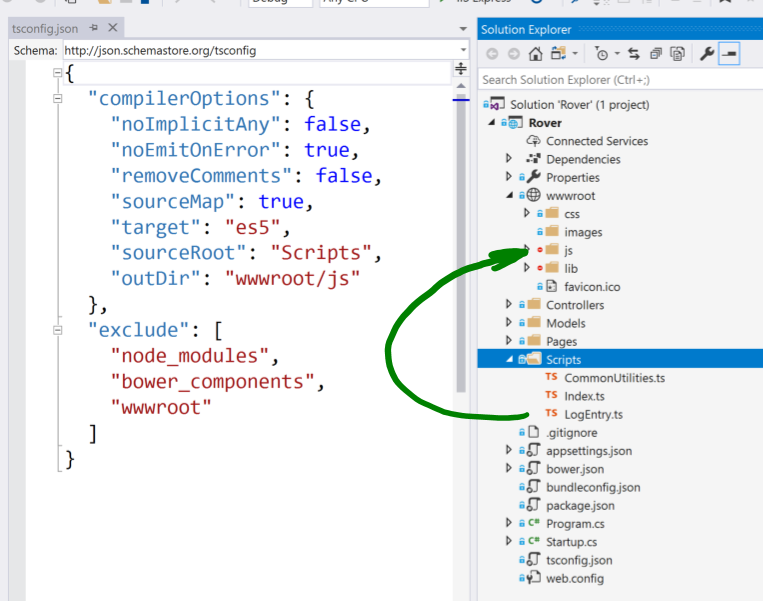 Debug
tsconfig.json
Schema: http://json.schemastore.org/tsconfig
{
"compilerOptions": {
"noImplicitAny": false,
"noEmitOnError": true,
"removeComments": false,
"sourceMap": true,
"target": "es5",
"sourceRoot": "Scripts",
"outDir": "wwwroot/js"
},
"exclude": [
"node_modules",
"bower_components",
"wwwroot"
]
}
Solution Explorer
Search Solution Explorer (Ctrl+;)
Solution 'Rover' (1 project)
Rover
Connected Services
Dependencies
Properties
wwwroot
css
images
js
lib
favicon.ico
Controllers
Models
Pages
Scripts
TS CommonUtilities.ts
TS Index.ts
TS LogEntry.ts
.gitignore
appsettings.json
bower.json
bundleconfig.json
package.json
C# Program.cs
C# Startup.cs
tsconfig.json
web.config